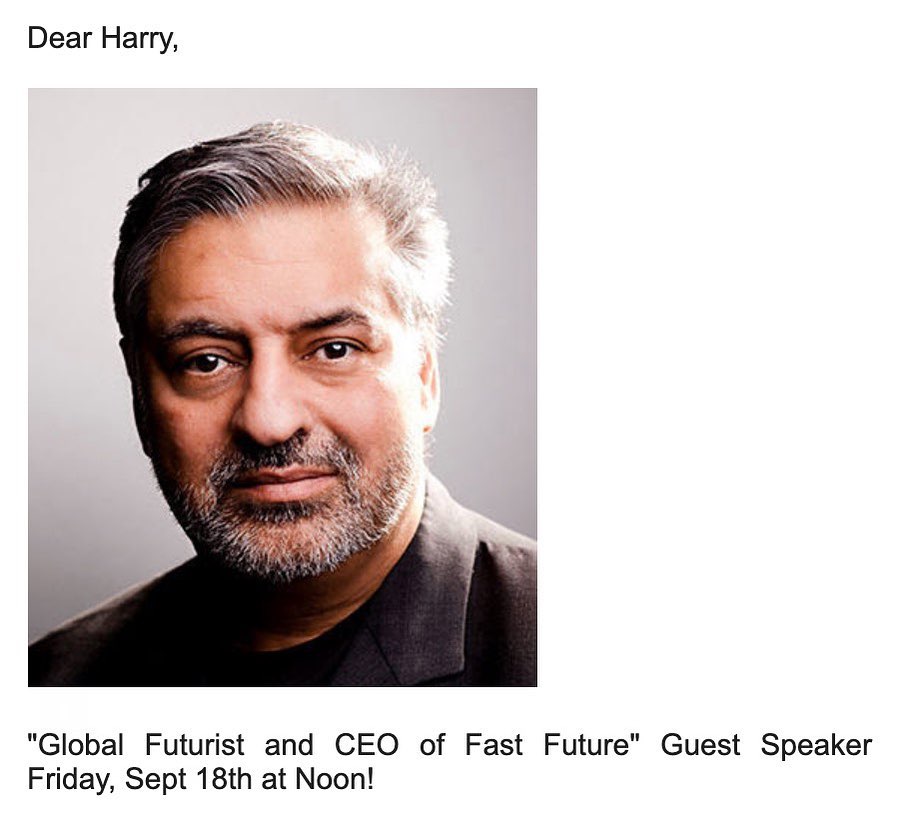 Dear Harry,
"Global Futurist and CEO of Fast Future" Guest Speaker
Friday, Sept 18th at Noon!